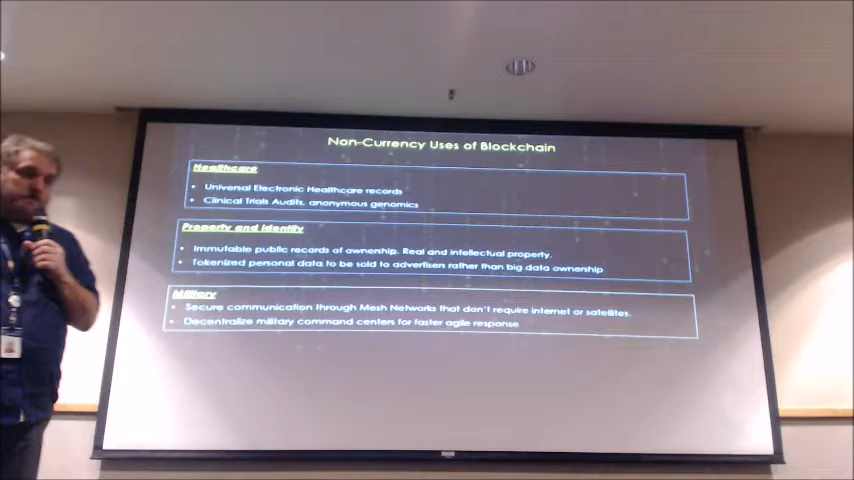 Non-Currency Uses of Blockchain
Healthcare
• Universal Electronic Healthcare records
• Clinical Trials Audits, anonymous genomics
Property and Identity
• Immutable public records of ownership. Real and intellectual property.
• Tokenized personal data to be sold to advertisers rather than big data ownership
Military
• Secure communication through Mesh Networks that don't require internet or satellites.
• Decentralize military command centers for faster agile response